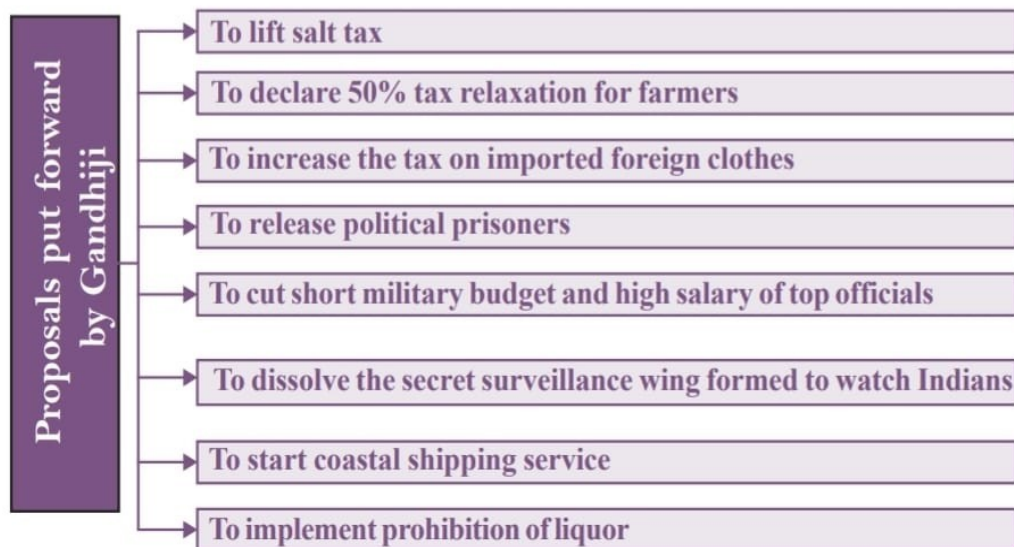 Proposals put forward
by Gandhiji
To lift salt tax
To declare 50% tax relaxation for farmers
To increase the tax on imported foreign clothes
To release political prisoners
To cut short military budget and high salary of top officials
To dissolve the secret surveillance wing formed to watch Indians
To start coastal shipping service
To implement prohibition of liquor